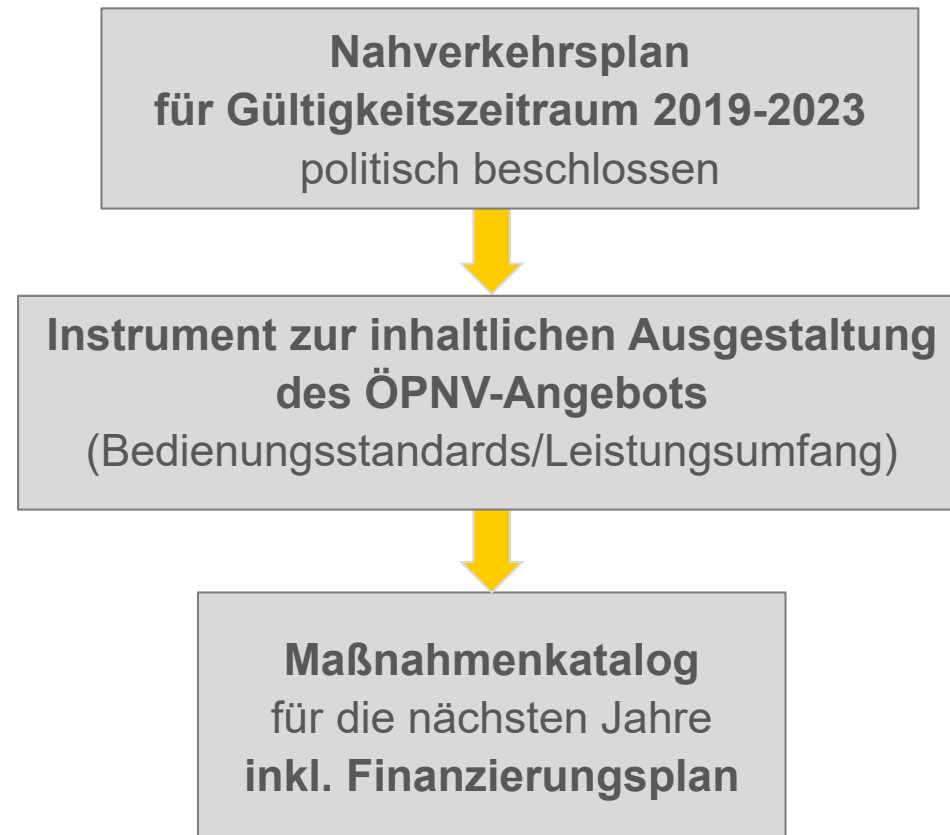 Nahverkehrsplan
für Gültigkeitszeitraum 2019-2023
politisch beschlossen
Instrument zur inhaltlichen Ausgestaltung
des ÖPNV-Angebots
(Bedienungsstandards/Leistungsumfang)
Maßnahmenkatalog
für die nächsten Jahre
inkl. Finanzierungsplan